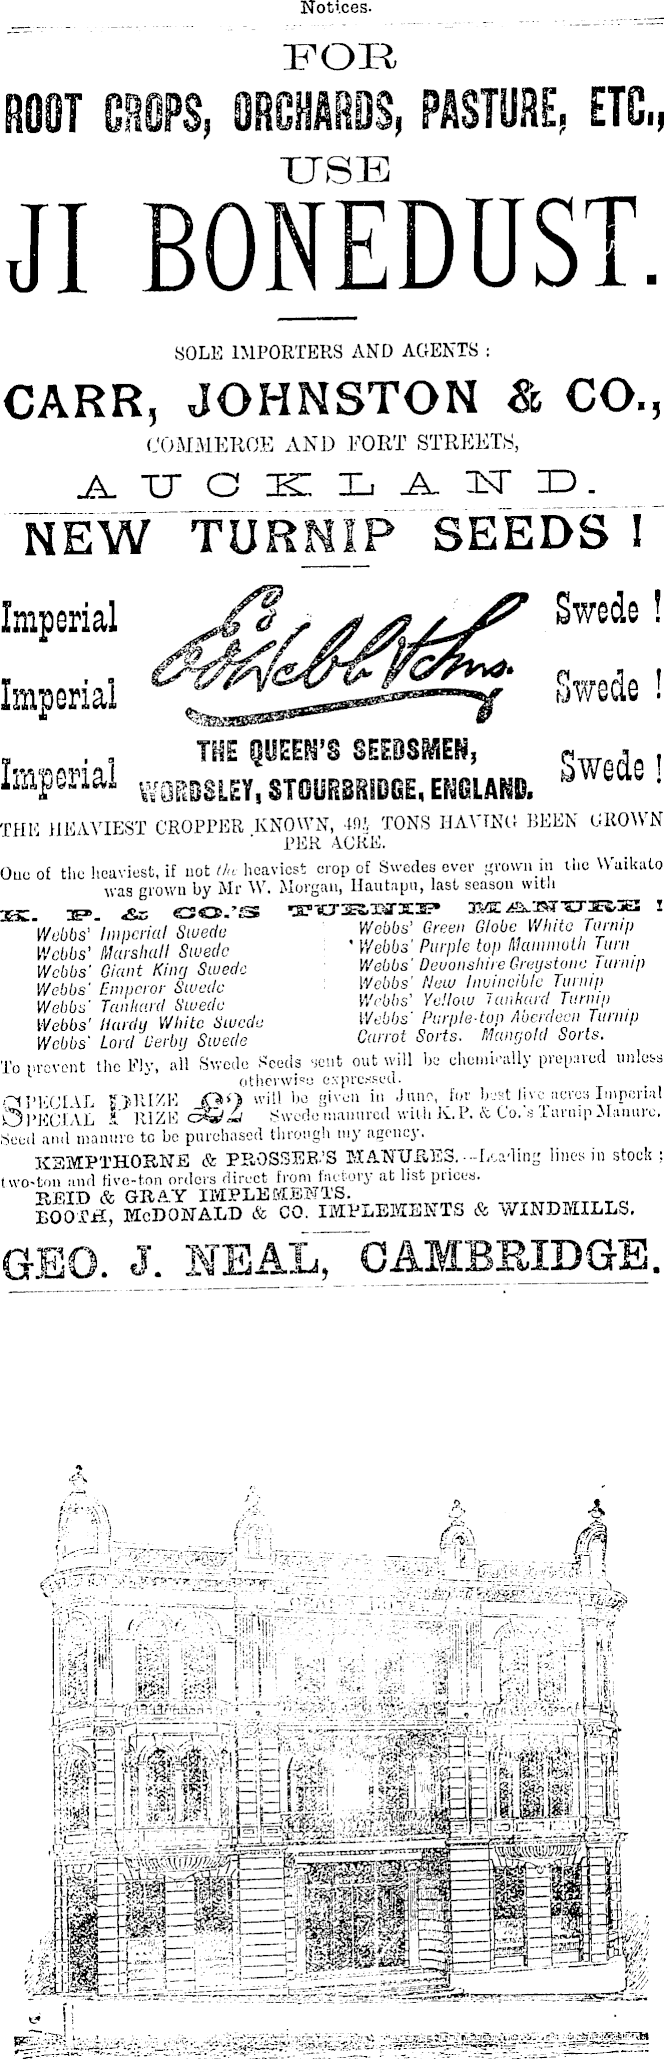 Notices.
FOR
ROOT CROPS, ORCHARDS, PASTURE, ETC.,
USE
JI BONEDUST.
SOLE IMPORTERS AND AGENTS :
CARR, JOHNSTON & CO.,
COMMERCE AND FORT STREETS,
AUCKLAND.
NEW TURNIP SEEDS !
Imperial Swede !
Edwd Webb & Sons.
Imperial Swede !
THE QUEEN'S SEEDSMEN,
Imperial Swede !
WORDSLEY, STOURBRIDGE, ENGLAND.
THE HEAVIEST CROPPER KNOWN, 49½ TONS HAVING BEEN GROWN
PER ACRE.
One of the heaviest, if not the heaviest crop of Swedes ever grown in the Waikato
was grown by Mr W. Morgan, Hautapu, last season with
K. P. & CO.'S TURNIP MANURE !
Webbs' Imperial Swede
Webbs' Marshall Swede
Webbs' Giant King Swede
Webbs' Emperor Swede
Webbs' Tankard Swede
Webbs' Hardy White Swede
Webbs' Lord Derby Swede
Webbs' Green Globe White Turnip
Webbs' Purple top Mammoth Turn
Webbs' Devonshire Greystone Turnip
Webbs' New Invincible Turnip
Webbs' Yellow Tankard Turnip
Webbs' Purple-top Aberdeen Turnip
Carrot Sorts. Mangold Sorts.
To prevent the Fly, all Swede Seeds sent out will be chemically prepared unless
otherwise expressed.
SPECIAL PRIZE £2 will be given in June, for best five acres Imperial
SPECIAL PRIZE £2 Swede manured with K.P. & Co.'s Turnip Manure.
Seed and manure to be purchased through my agency.
KEMPTHORNE & PROSSER'S MANURES.--Leading lines in stock ;
two-ton and five-ton orders direct from factory at list prices.
REID & GRAY IMPLEMENTS.
BOOTH, McDONALD & CO. IMPLEMENTS & WINDMILLS.
GEO. J. NEAL, CAMBRIDGE.